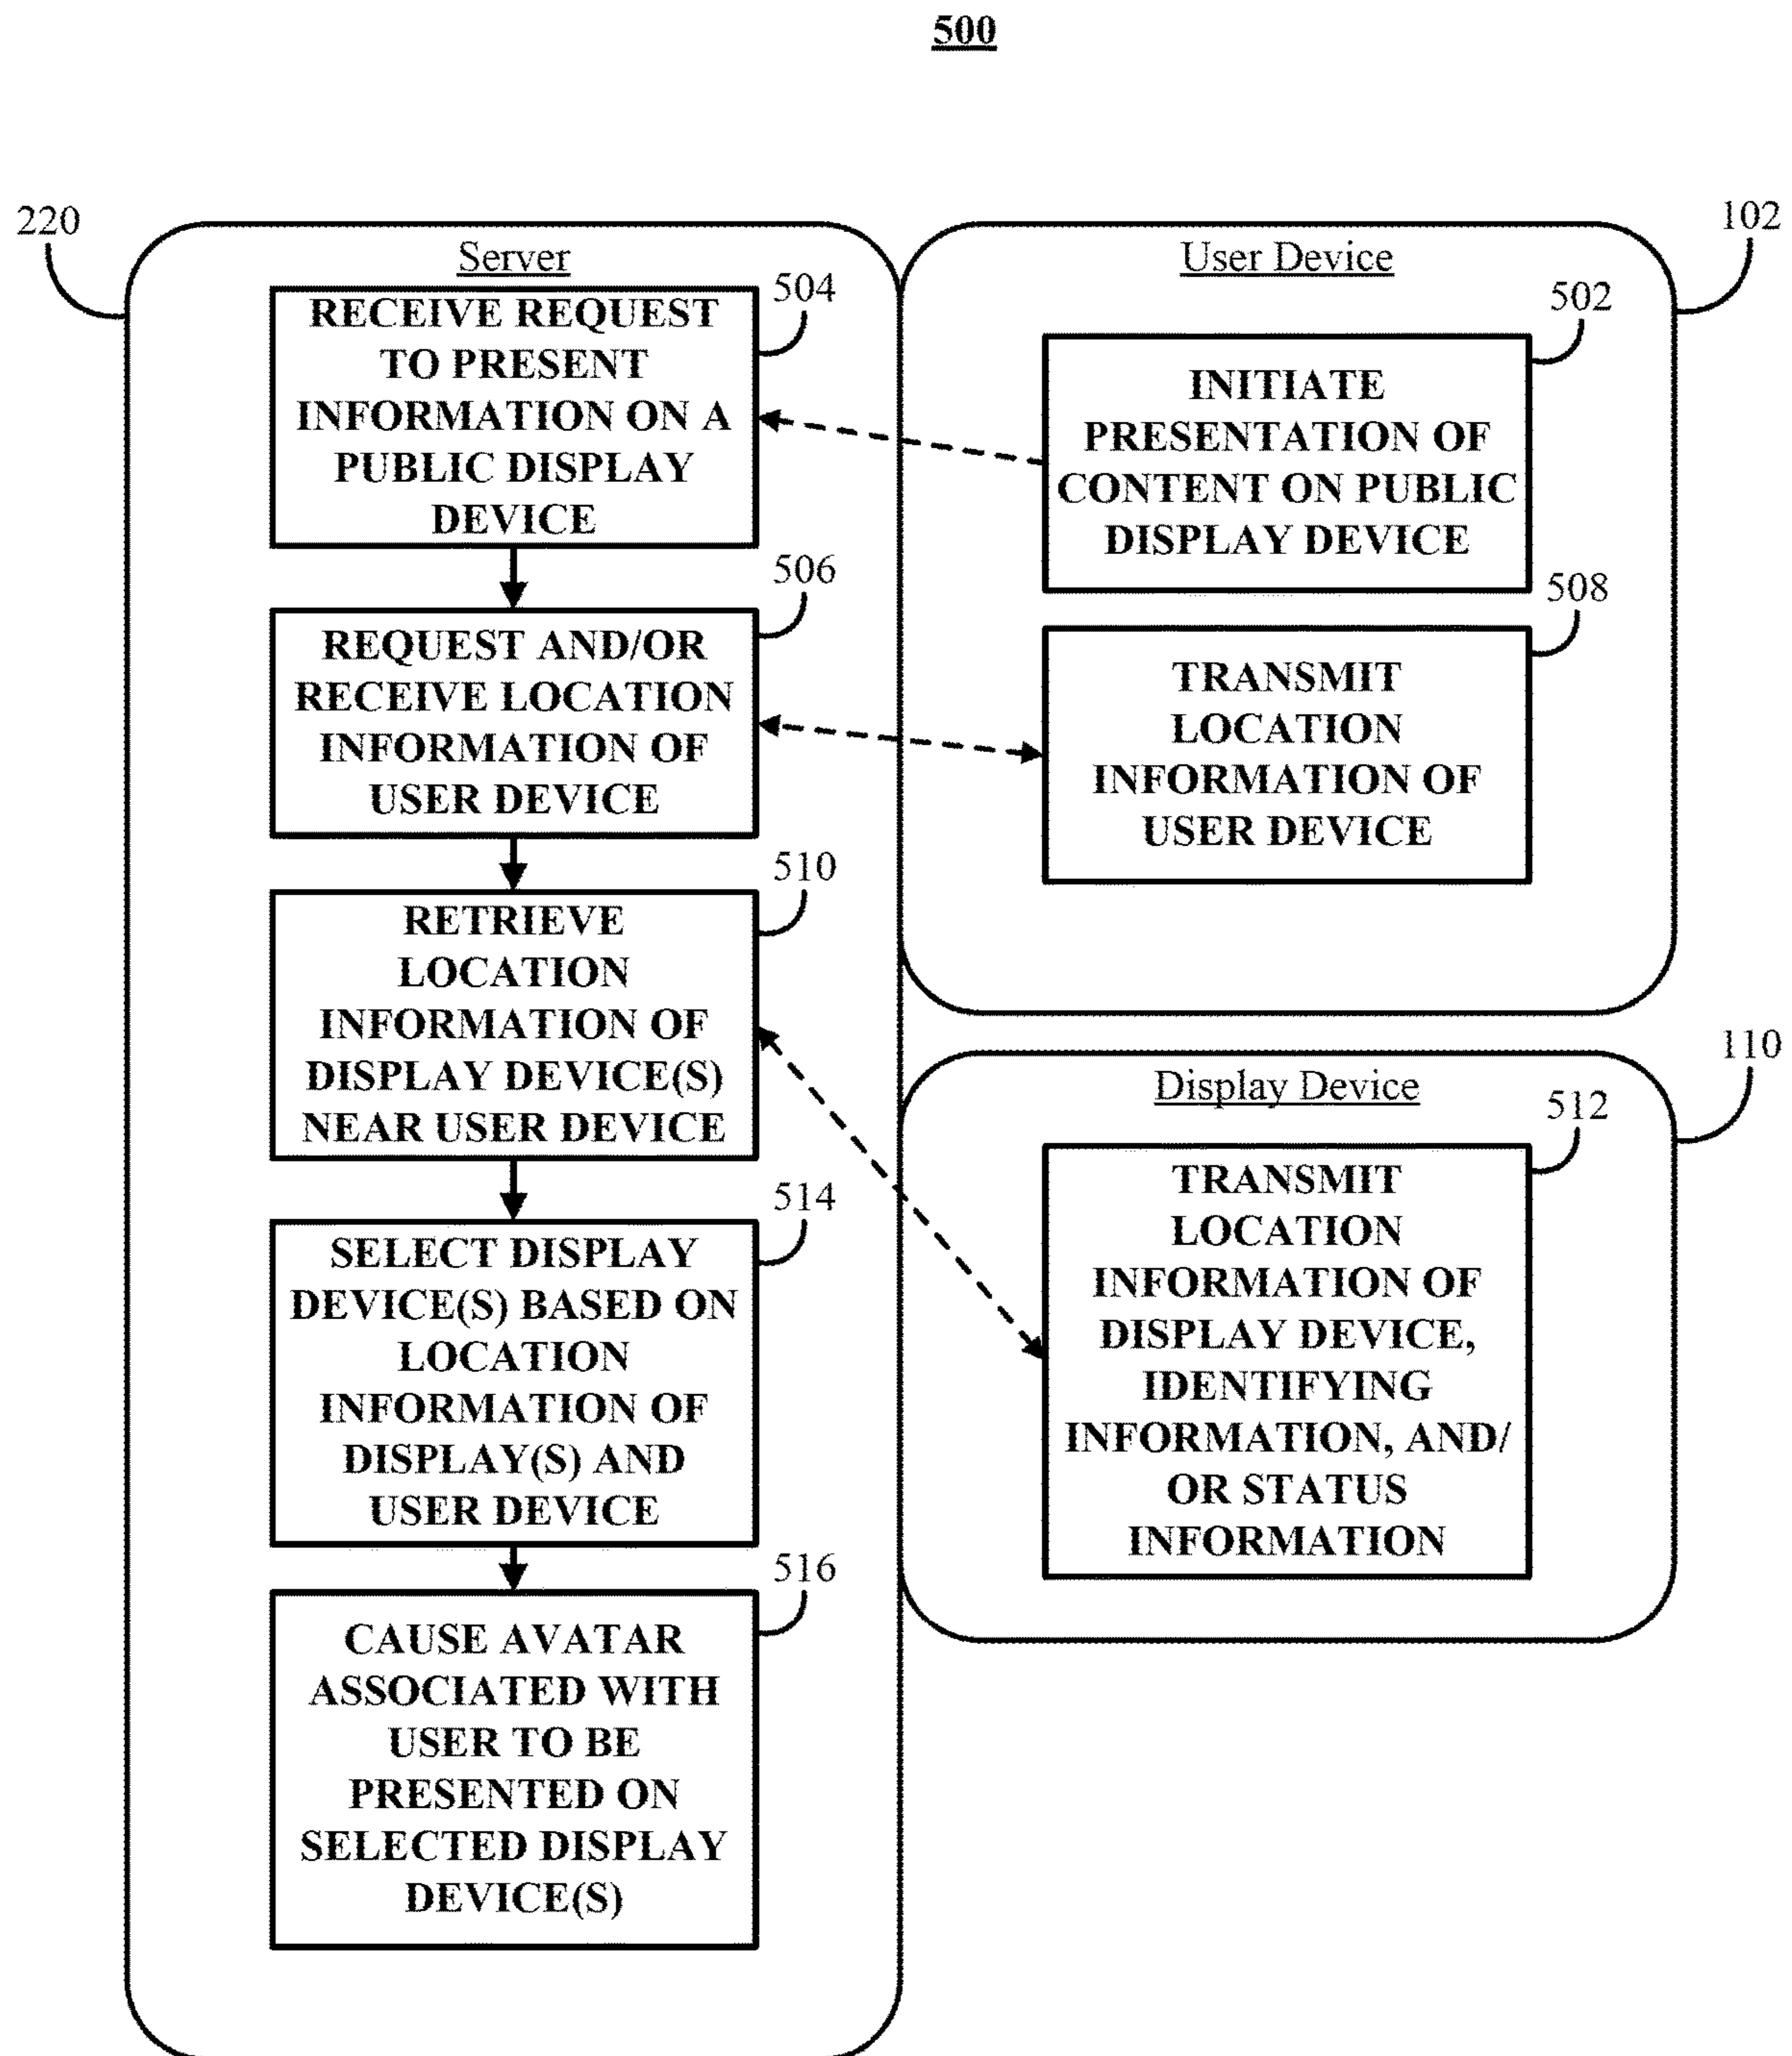 500
220
Server
504
RECEIVE REQUEST
TO PRESENT
INFORMATION ON A
PUBLIC DISPLAY
DEVICE
506
REQUEST AND/OR
RECEIVE LOCATION
INFORMATION OF
USER DEVICE
510
RETRIEVE
LOCATION
INFORMATION OF
DISPLAY DEVICE(S)
NEAR USER DEVICE
514
SELECT DISPLAY
DEVICE(S) BASED ON
LOCATION
INFORMATION OF
DISPLAY(S) AND
USER DEVICE
516
CAUSE AVATAR
ASSOCIATED WITH
USER TO BE
PRESENTED ON
SELECTED DISPLAY
DEVICE(S)
102
User Device
502
INITIATE
PRESENTATION OF
CONTENT ON PUBLIC
DISPLAY DEVICE
508
TRANSMIT
LOCATION
INFORMATION OF
USER DEVICE
110
Display Device
512
TRANSMIT
LOCATION
INFORMATION OF
DISPLAY DEVICE,
IDENTIFYING
INFORMATION, AND/
OR STATUS
INFORMATION